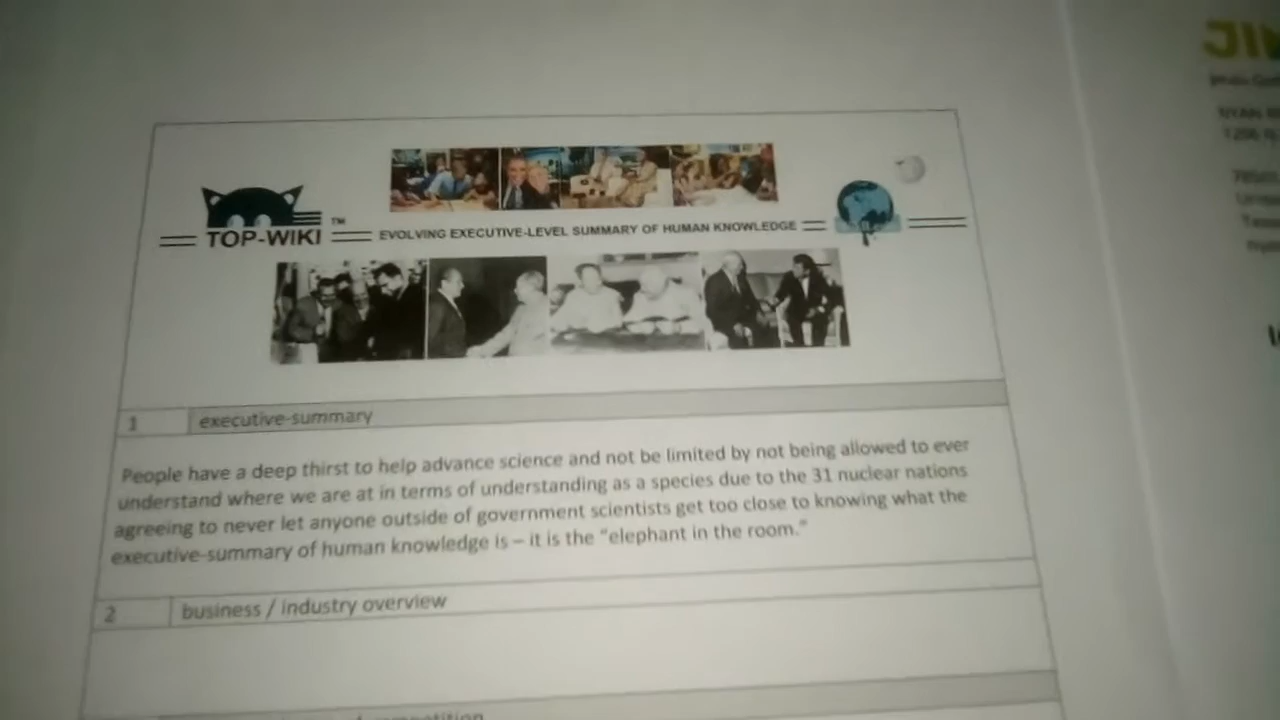 JIN
TM
TOP-WIKI
EVOLVING EXECUTIVE-LEVEL SUMMARY OF HUMAN KNOWLEDGE
1 executive-summary
People have a deep thirst to help advance science and not be limited by not being allowed to ever
understand where we are at in terms of understanding as a species due to the 31 nuclear nations
agreeing to never let anyone outside of government scientists get too close to knowing what the
executive-summary of human knowledge is – it is the "elephant in the room."
2 business / industry overview